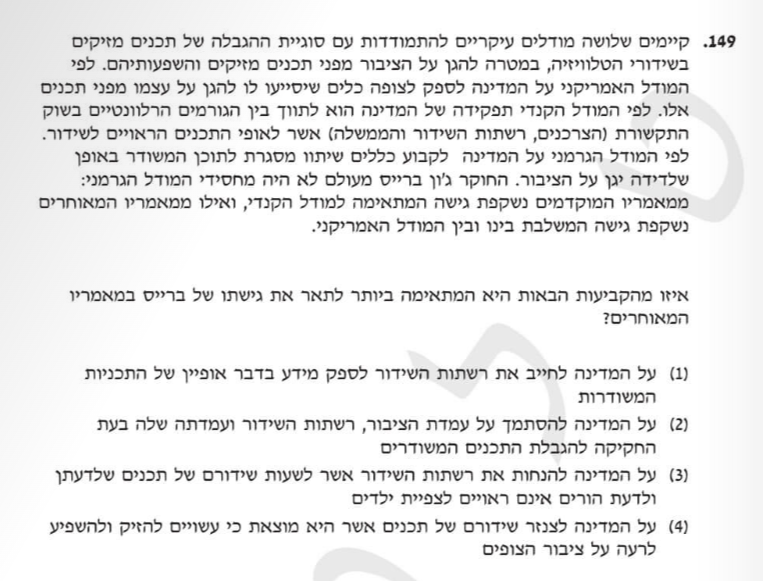 149. קיימים שלושה מודלים עיקריים להתמודדות עם סוגיית ההגבלה של תכנים מזיקים
בשידורי הטלוויזיה, במטרה להגן על הציבור מפני תכנים מזיקים והשפעותיהם. לפי
המודל האמריקני על המדינה לספק לצופה כלים שיסייעו לו להגן על עצמו מפני תכנים
אלו. לפי המודל הקנדי תפקידה של המדינה הוא לתווך בין הגורמים הרלוונטיים בשוק
התקשורת (הצרכנים, רשתות השידור והממשלה) אשר לאופי התכנים הראויים לשידור.
לפי המודל הגרמני על המדינה לקבוע כללים שיתוו מסגרת לתוכן המשודר באופן
שלדידה יגן על הציבור. החוקר ג'ון ברייס מעולם לא היה מחסידי המודל הגרמני:
ממאמריו המוקדמים נשקפת גישה המתאימה למודל הקנדי, ואילו ממאמריו המאוחרים
נשקפת גישה המשלבת בינו ובין המודל האמריקני.
איזו מהקביעות הבאות היא המתאימה ביותר לתאר את גישתו של ברייס במאמריו
המאוחרים?
(1) על המדינה לחייב את רשתות השידור לספק מידע בדבר אופיין של התכניות
המשודרות
(2) על המדינה להסתמך על עמדת הציבור, רשתות השידור ועמדתה שלה בעת
החקיקה להגבלת התכנים המשודרים
(3) על המדינה להנחות את רשתות השידור אשר לשעות שידורם של תכנים שלדעתן
ולדעת הורים אינם ראויים לצפיית ילדים
(4) על המדינה לצנזר שידורם של תכנים אשר היא מוצאת כי עשויים להזיק ולהשפיע
לרעה על ציבור הצופים